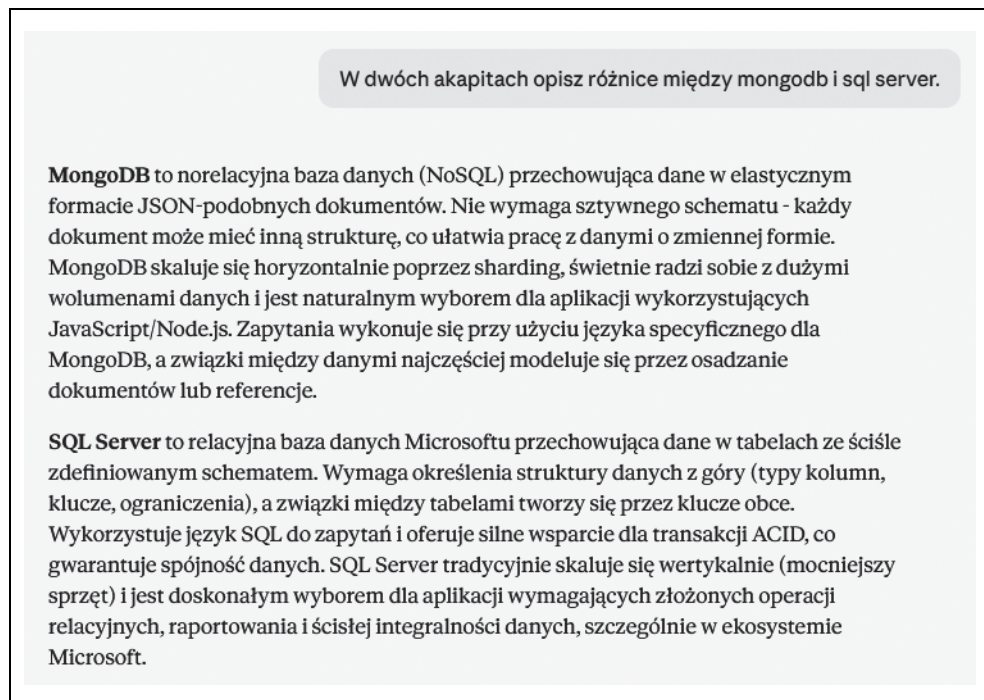 W dwóch akapitach opisz różnice między mongodb i sql server.
MongoDB to norelacyjna baza danych (NoSQL) przechowująca dane w elastycznym
formacie JSON-podobnych dokumentów. Nie wymaga sztywnego schematu - każdy
dokument może mieć inną strukturę, co ułatwia pracę z danymi o zmiennej formie.
MongoDB skaluje się horyzontalnie poprzez sharding, świetnie radzi sobie z dużymi
wolumenami danych i jest naturalnym wyborem dla aplikacji wykorzystujących
JavaScript/Node.js. Zapytania wykonuje się przy użyciu języka specyficznego dla
MongoDB, a związki między danymi najczęściej modeluje się przez osadzanie
dokumentów lub referencje.
SQL Server to relacyjna baza danych Microsoftu przechowująca dane w tabelach ze ściśle
zdefiniowanym schematem. Wymaga określenia struktury danych z góry (typy kolumn,
klucze, ograniczenia), a związki między tabelami tworzy się przez klucze obce.
Wykorzystuje język SQL do zapytań i oferuje silne wsparcie dla transakcji ACID, co
gwarantuje spójność danych. SQL Server tradycyjnie skaluje się wertykalnie (mocniejszy
sprzęt) i jest doskonałym wyborem dla aplikacji wymagających złożonych operacji
relacyjnych, raportowania i ścisłej integralności danych, szczególnie w ekosystemie
Microsoft.